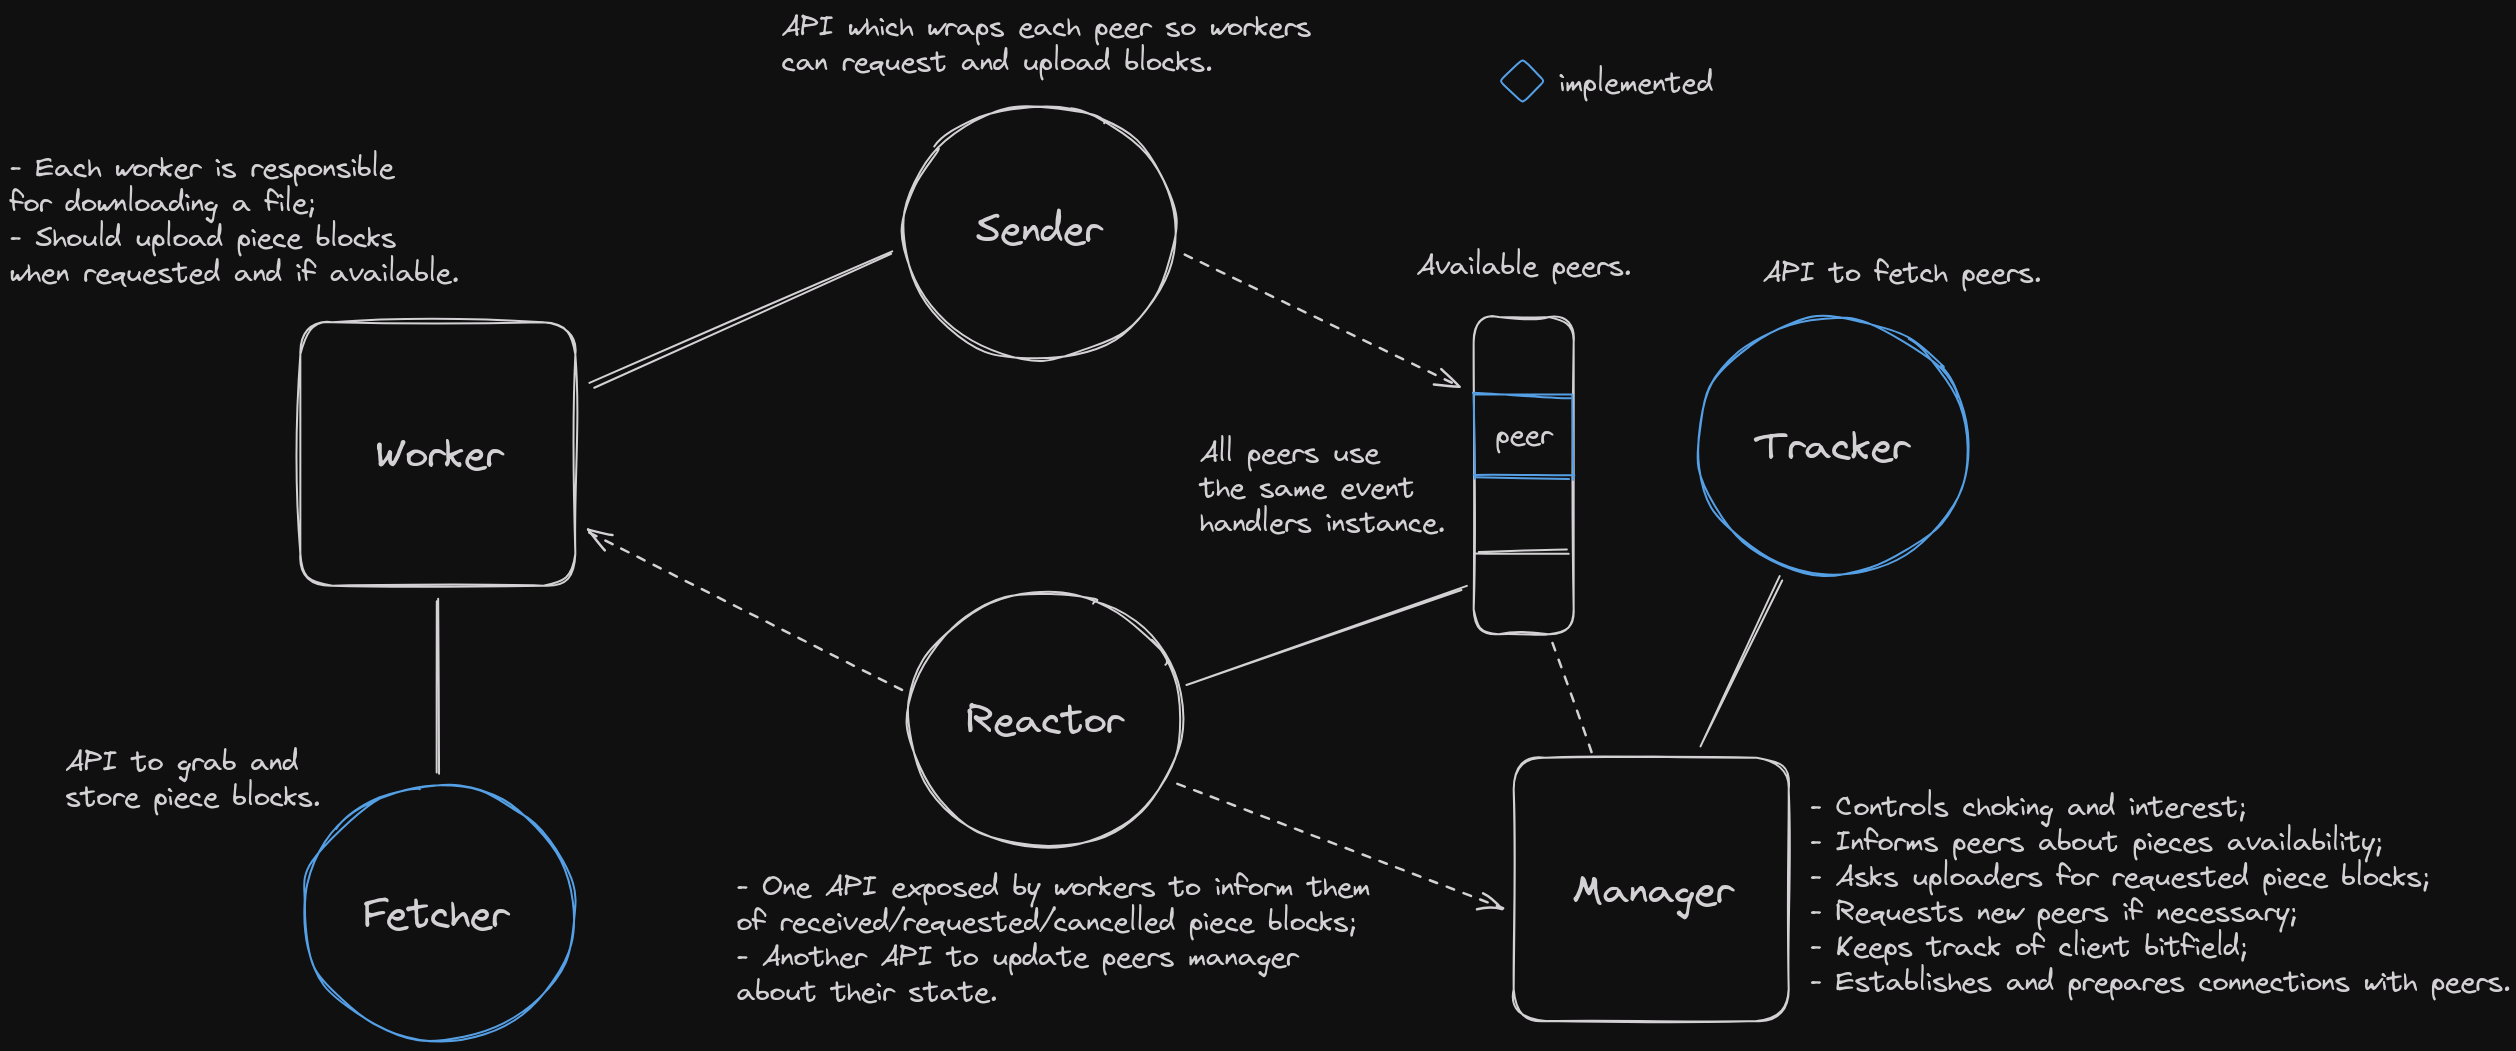 API which wraps each peer so workers
can request and upload blocks.
implemented
- Each worker is responsible
for downloading a file;
- Should upload piece blocks
when requested and if available.
Sender
Available peers.
API to fetch peers.
Worker
peer
Tracker
All peers use
the same event
handlers instance.
Reactor
API to grab and
store piece blocks.
Fetcher
- One API exposed by workers to inform them
of received/requested/cancelled piece blocks;
- Another API to update peers manager
about their state.
Manager
- Controls choking and interest;
- Informs peers about pieces availability;
- Asks uploaders for requested piece blocks;
- Requests new peers if necessary;
- Keeps track of client bitfield;
- Establishes and prepares connections with peers.